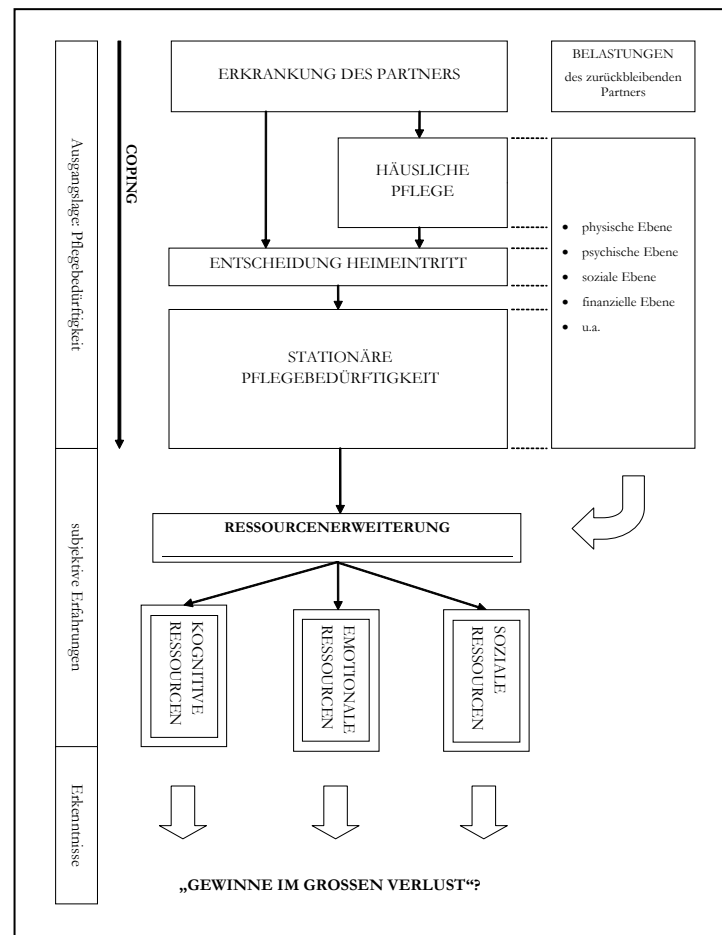 ERKRANKUNG DES PARTNERS
BELASTUNGEN
des zurückbleibenden
Partners
Ausgangslage: Pflegebedürftigkeit
COPING
HÄUSLICHE
PFLEGE
• physische Ebene
• psychische Ebene
• soziale Ebene
• finanzielle Ebene
• u.a.
ENTSCHEIDUNG HEIMEINTRITT
STATIONÄRE
PFLEGEBEDÜRFTIGKEIT
subjektive Erfahrungen
RESSOURCENERWEITERUNG
KOGNITIVE
RESSOURCEN
EMOTIONALE
RESSOURCEN
SOZIALE
RESSOURCEN
Erkenntnisse
„GEWINNE IM GROSSEN VERLUST“?